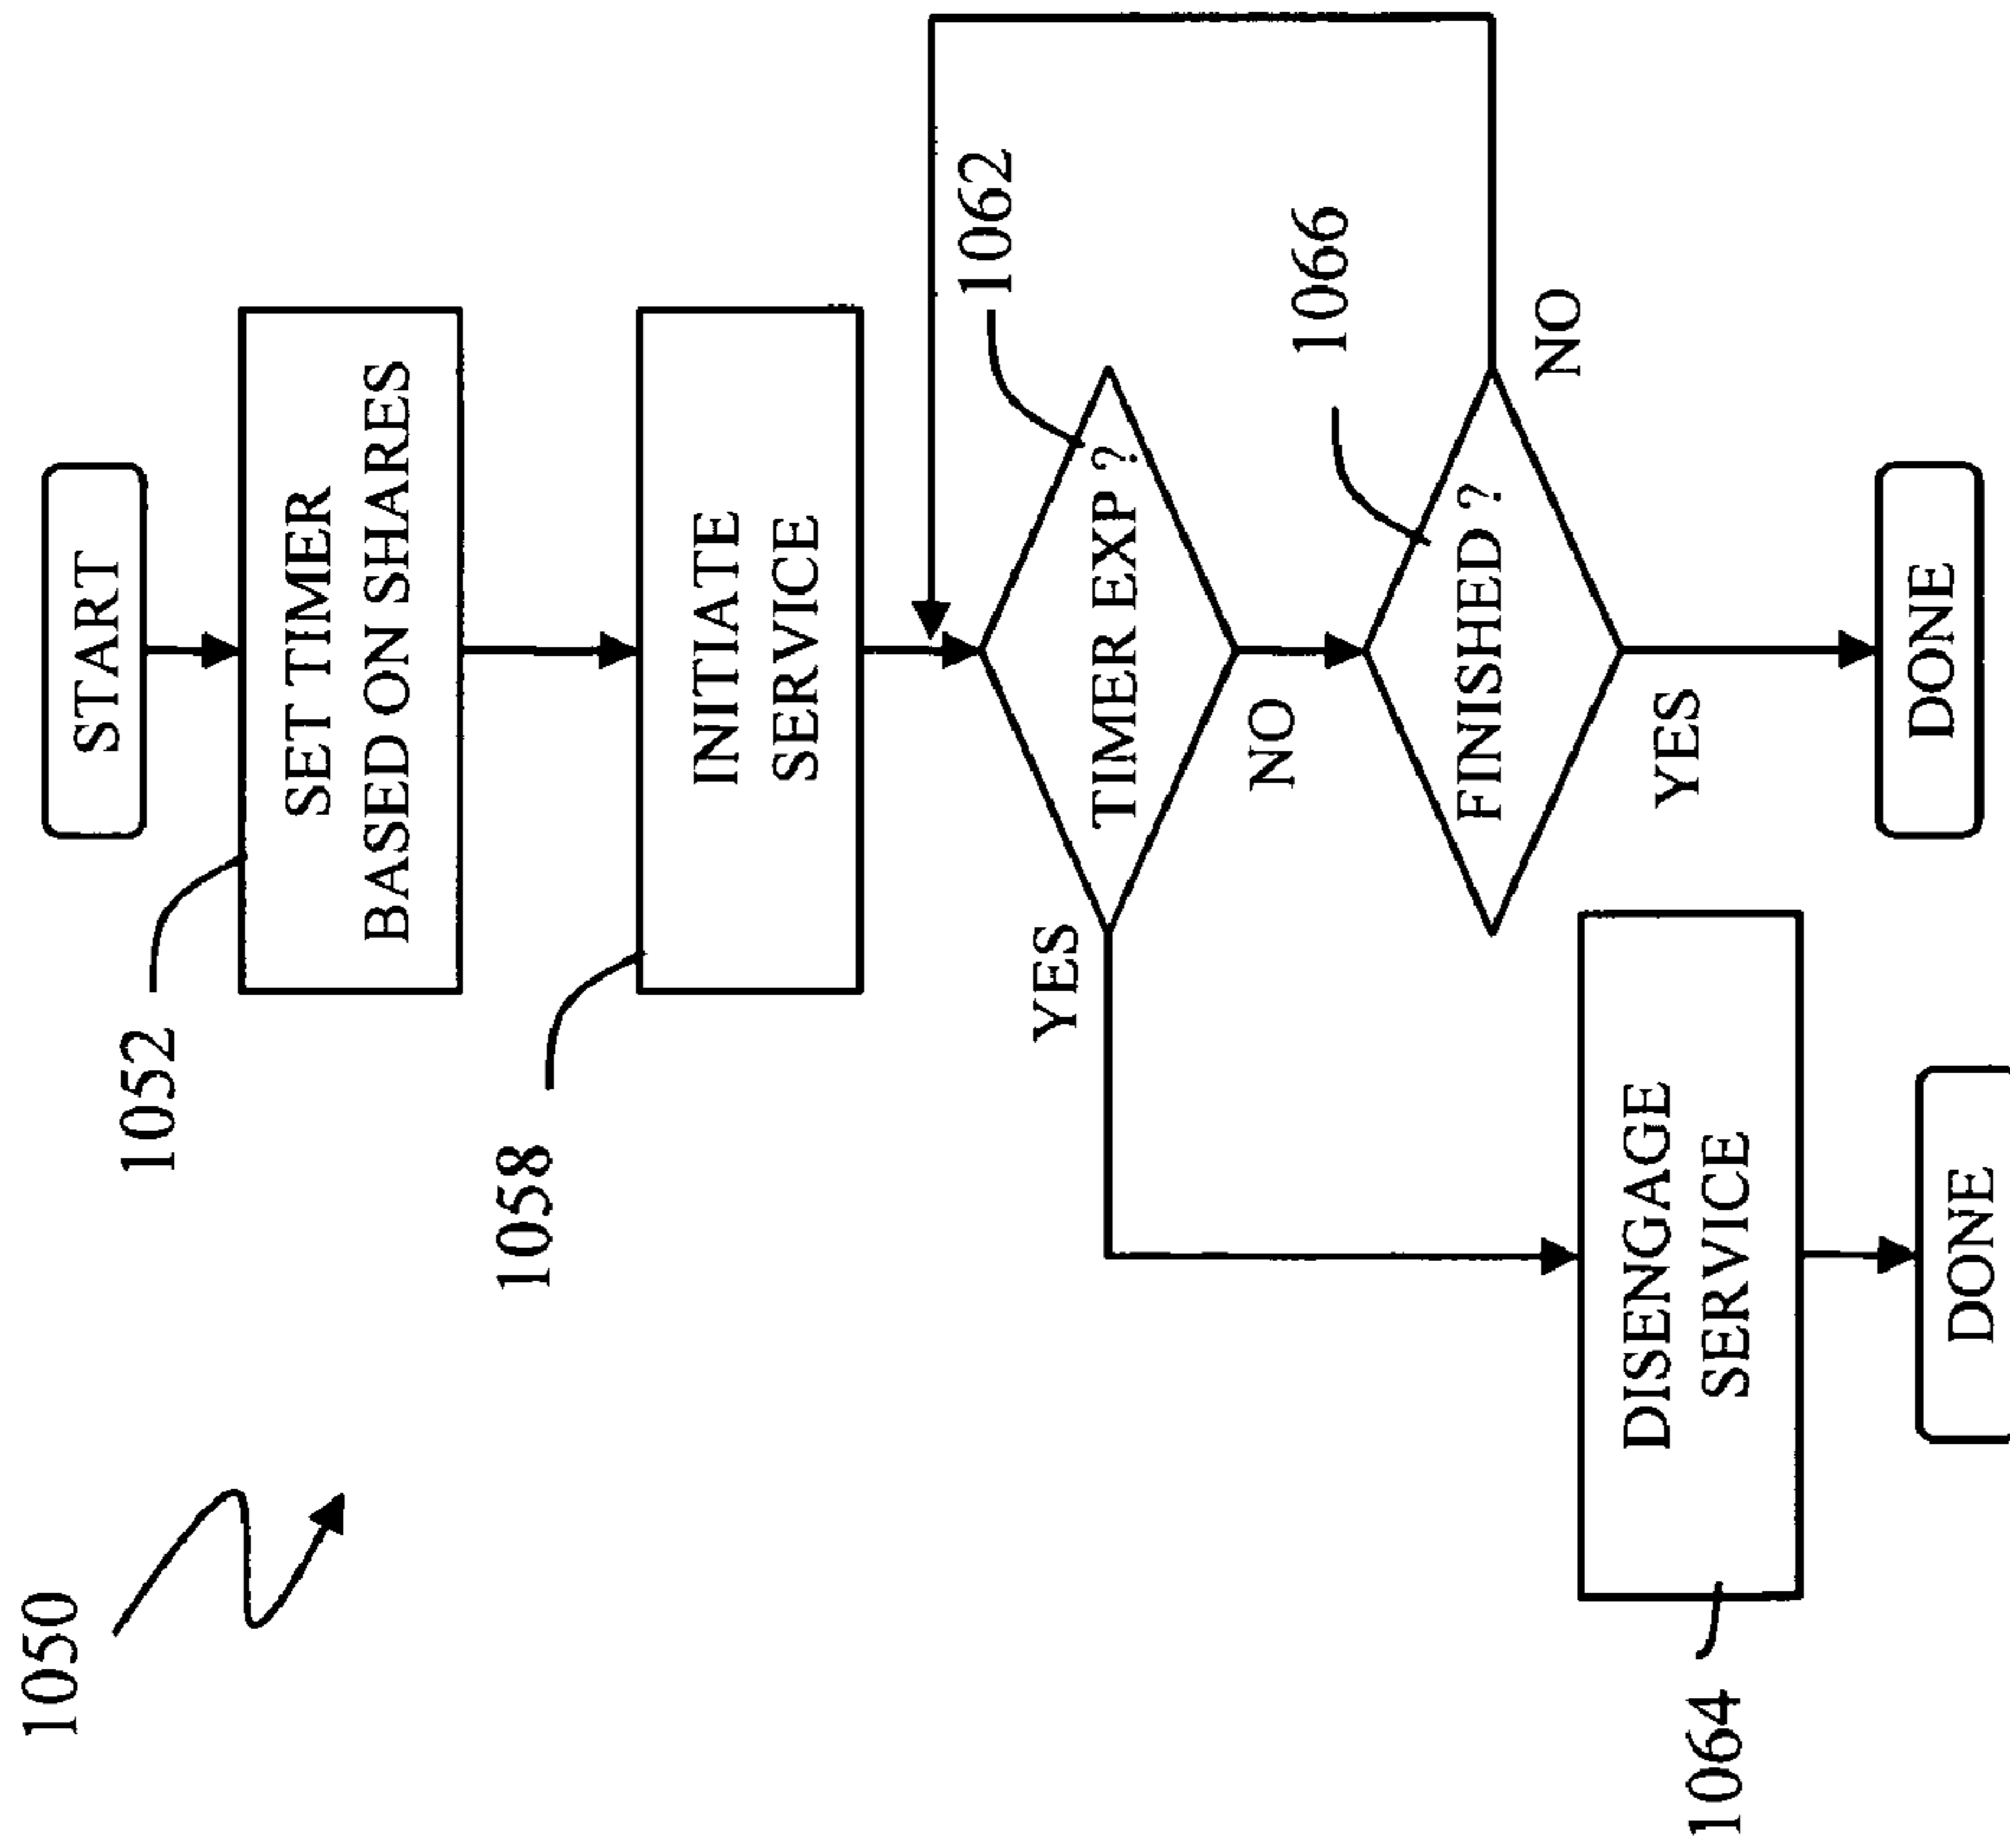 1050
START
1052
SET TIMER
BASED ON SHARES
1058
INITIATE
SERVICE
1062
TIMER EXP ?
YES
NO
1066
FINISHED ?
NO
YES
DISENGAGE
SERVICE
1064
DONE
DONE